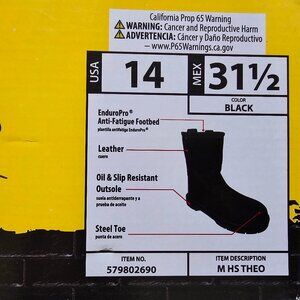 California Prop 65 Warning
WARNING: Cancer and Reproductive Harm
ADVERTENCIA: Cáncer y Daño Reproductivo
– www.P65Warnings.ca.gov
USA 14 MEX 31½
COLOR
BLACK
EnduroPro®
Anti-Fatigue Footbed
plantilla antifatiga EnduroPro®
Leather
cuero
Oil & Slip Resistant
Outsole
suela antiderrapante y a
prueba de aceite
Steel Toe
punta de acero
ITEM NO.
579802690
ITEM DESCRIPTION
M HS THEO